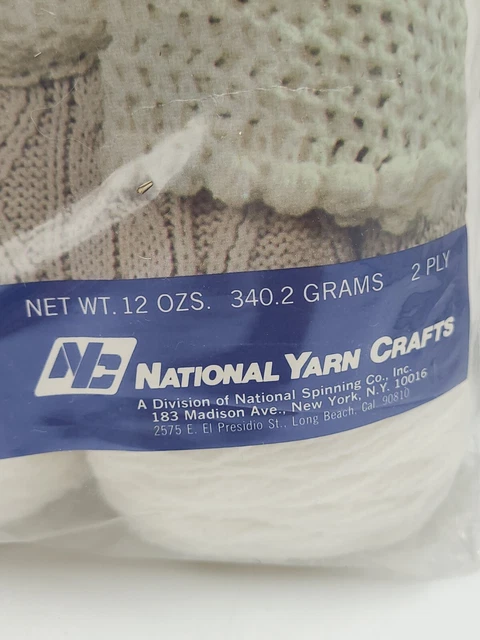 NET WT. 12 OZS. 340.2 GRAMS 2 PLY
NYC NATIONAL YARN CRAFTS
A Division of National Spinning Co., Inc.
183 Madison Ave., New York, N.Y. 10016
2575 E. El Presidio St., Long Beach, Cal. 90810